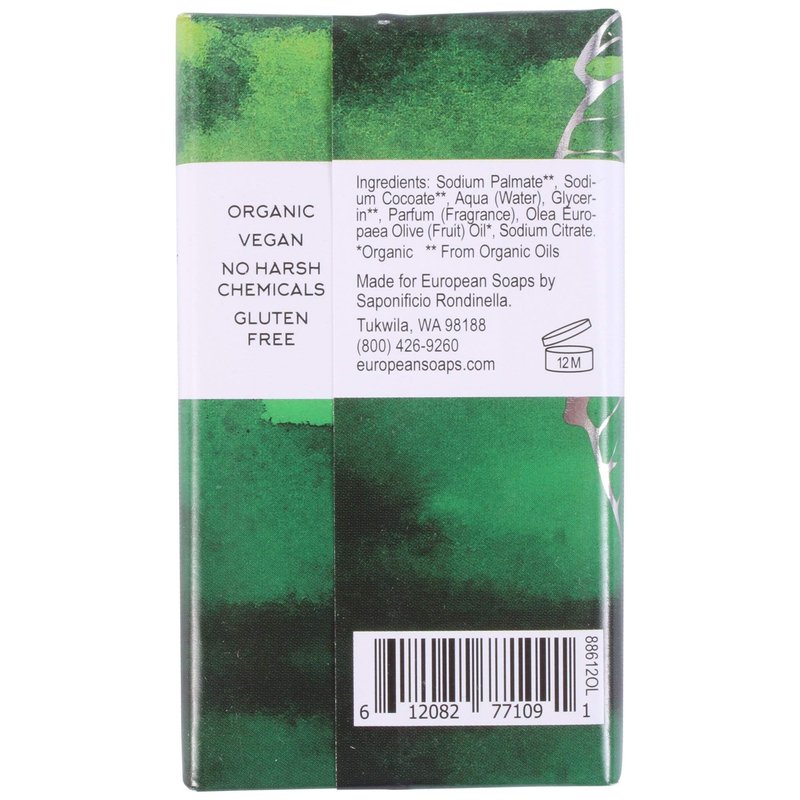 ORGANIC
VEGAN
NO HARSH
CHEMICALS
GLUTEN
FREE
Ingredients: Sodium Palmate**, Sodi-
um Cocoate**, Aqua (Water), Glycer-
in**, Parfum (Fragrance), Olea Euro-
paea Olive (Fruit) Oil*, Sodium Citrate.
*Organic ** From Organic Oils
Made for European Soaps by
Saponificio Rondinella.
Tukwila, WA 98188
(800) 426-9260
europeansoaps.com
12M
88612OL
6 12082 77109 1